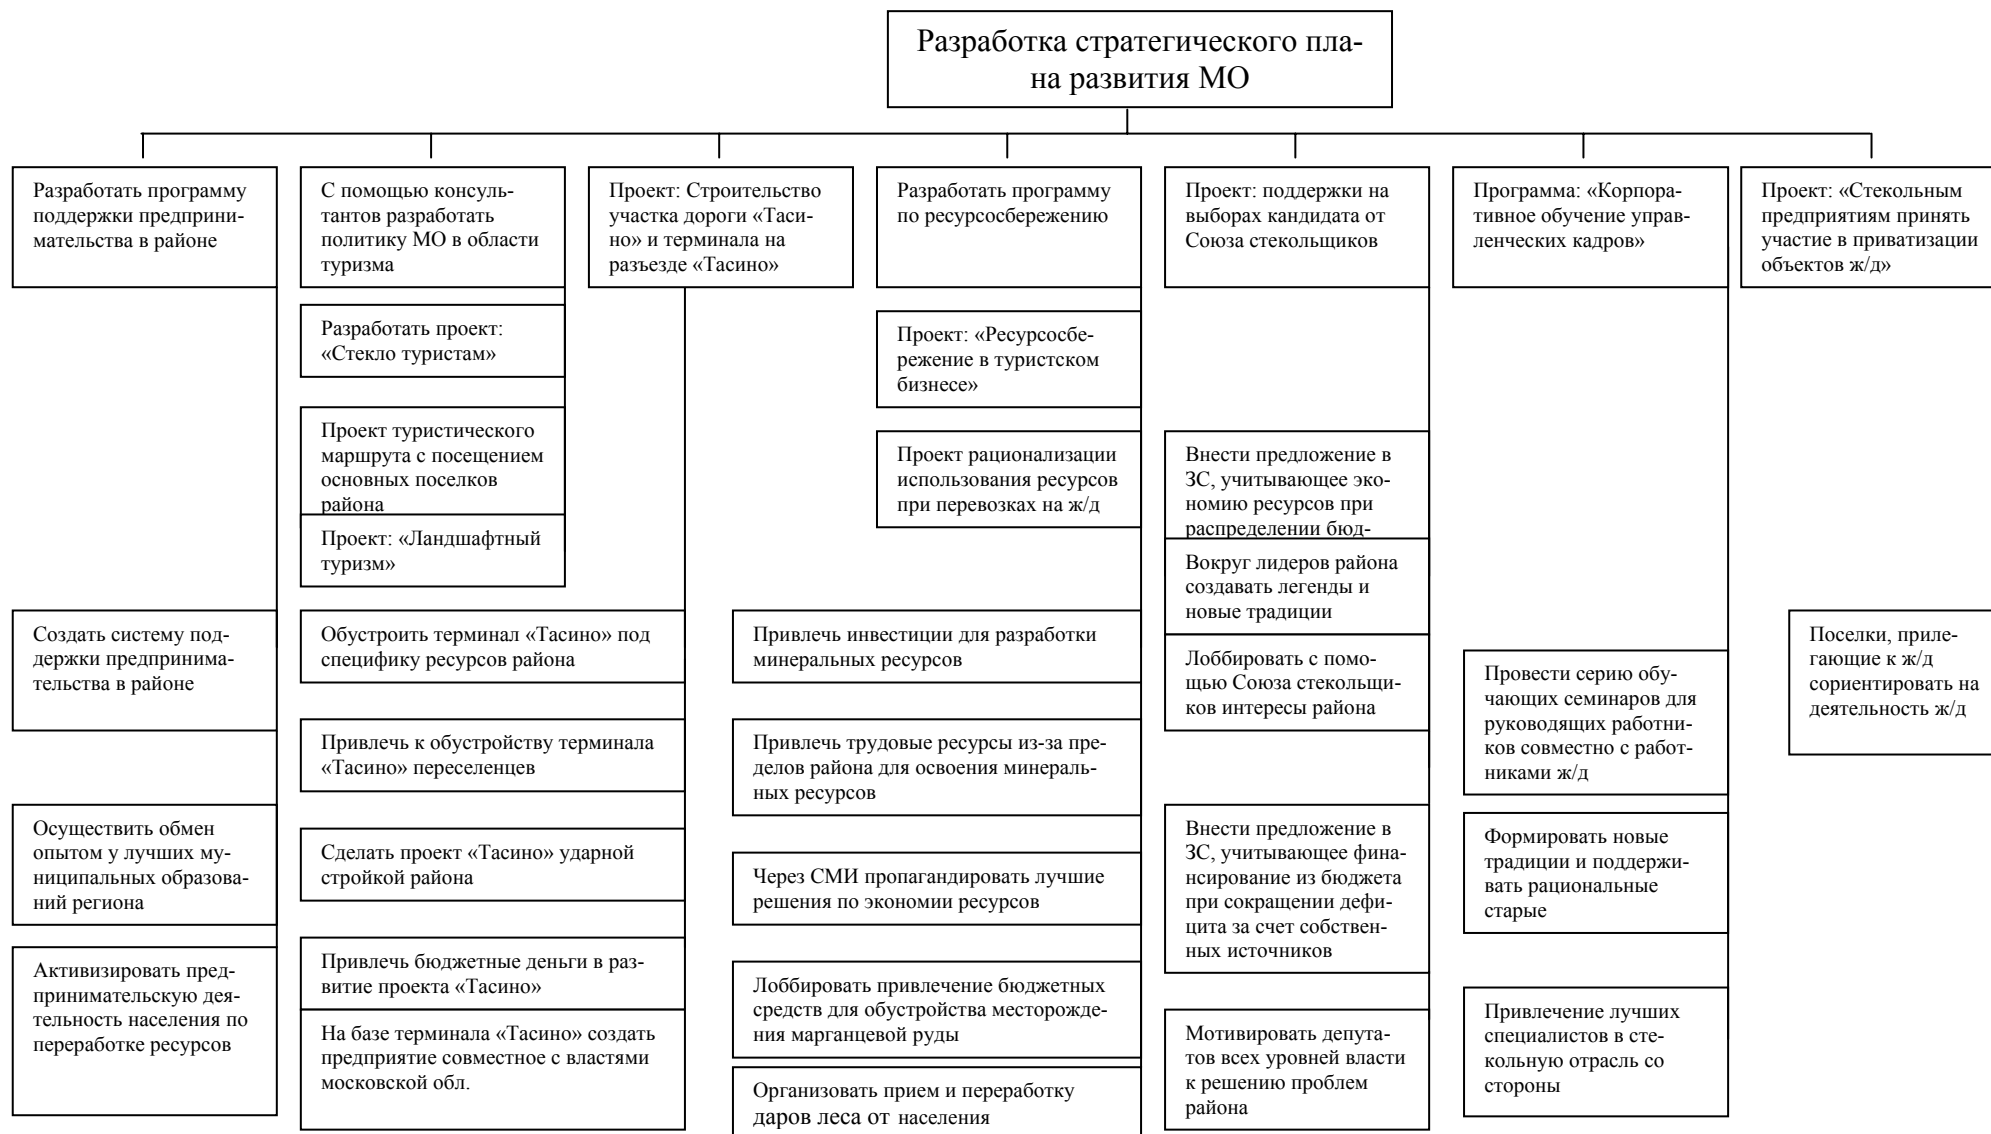 Разработка стратегического пла-
на развития МО
Разработать программу
поддержки предприни-
мательства в районе
С помощью консуль-
тантов разработать
политику МО в области
туризма
Проект: Строительство
участка дороги «Таси-
но» и терминала на
разъезде «Тасино»
Разработать программу
по ресурсосбережению
Проект: поддержки на
выборах кандидата от
Союза стекольщиков
Программа: «Корпора-
тивное обучение управ-
ленческих кадров»
Проект: «Стекольным
предприятиям принять
участие в приватизации
объектов ж/д»
Разработать проект:
«Стекло туристам»
Проект туристического
маршрута с посещением
основных поселков
района
Проект: «Ландшафтный
туризм»
Проект: «Ресурсосбе-
режение в туристском
бизнесе»
Проект рационализации
использования ресурсов
при перевозках на ж/д
Внести предложение в
ЗС, учитывающее эко-
номию ресурсов при
распределении бюд-
Вокруг лидеров района
создавать легенды и
новые традиции
Лоббировать с помо-
щью Союза стекольщи-
ков интересы района
Создать систему под-
держки предпринима-
тельства в районе
Обустроить терминал «Тасино» под
специфику ресурсов района
Привлечь инвестиции для разработки
минеральных ресурсов
Провести серию обу-
чающих семинаров для
руководящих работни-
ков совместно с работ-
никами ж/д
Поселки, приле-
гающие к ж/д
сориентировать на
деятельность ж/д
Привлечь к обустройству терминала
«Тасино» переселенцев
Привлечь трудовые ресурсы из-за пре-
делов района для освоения минераль-
ных ресурсов
Осуществить обмен
опытом у лучших му-
ниципальных образова-
ний региона
Сделать проект «Тасино» ударной
стройкой района
Через СМИ пропагандировать лучшие
решения по экономии ресурсов
Внести предложение в
ЗС, учитывающее фина-
нсирование из бюджета
при сокращении дефи-
цита за счет собствен-
ных источников
Формировать новые
традиции и поддержи-
вать рациональные
старые
Активизировать пред-
принимательскую дея-
тельность населения по
переработке ресурсов
Привлечь бюджетные деньги в раз-
витие проекта «Тасино»
На базе терминала «Тасино» создать
предприятие совместное с властями
московской обл.
Лоббировать привлечение бюджетных
средств для обустройства месторожде-
ния марганцевой руды
Организовать прием и переработку
даров леса от населения
Мотивировать депута-
тов всех уровней власти
к решению проблем
района
Привлечение лучших
специалистов в сте-
кольную отрасль со
стороны